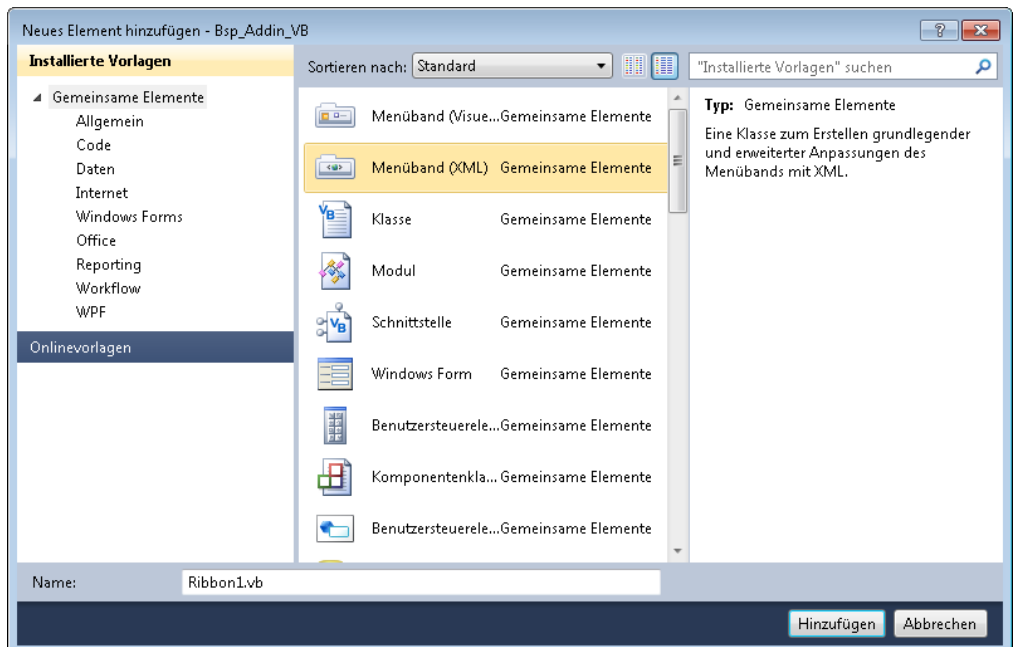 Neues Element hinzufügen - Bsp_Addin_VB
Installierte Vorlagen
Gemeinsame Elemente
Allgemein
Code
Daten
Internet
Windows Forms
Office
Reporting
Workflow
WPF
Onlinevorlagen
Sortieren nach: Standard
"Installierte Vorlagen" suchen
Menüband (Visue... Gemeinsame Elemente
Menüband (XML) Gemeinsame Elemente
Klasse Gemeinsame Elemente
Modul Gemeinsame Elemente
Schnittstelle Gemeinsame Elemente
Windows Form Gemeinsame Elemente
Benutzersteuerele... Gemeinsame Elemente
Komponentenkla... Gemeinsame Elemente
Benutzersteuerele... Gemeinsame Elemente
Typ: Gemeinsame Elemente
Eine Klasse zum Erstellen grundlegender
und erweiterter Anpassungen des
Menübands mit XML.
Name: Ribbon1.vb
Hinzufügen Abbrechen